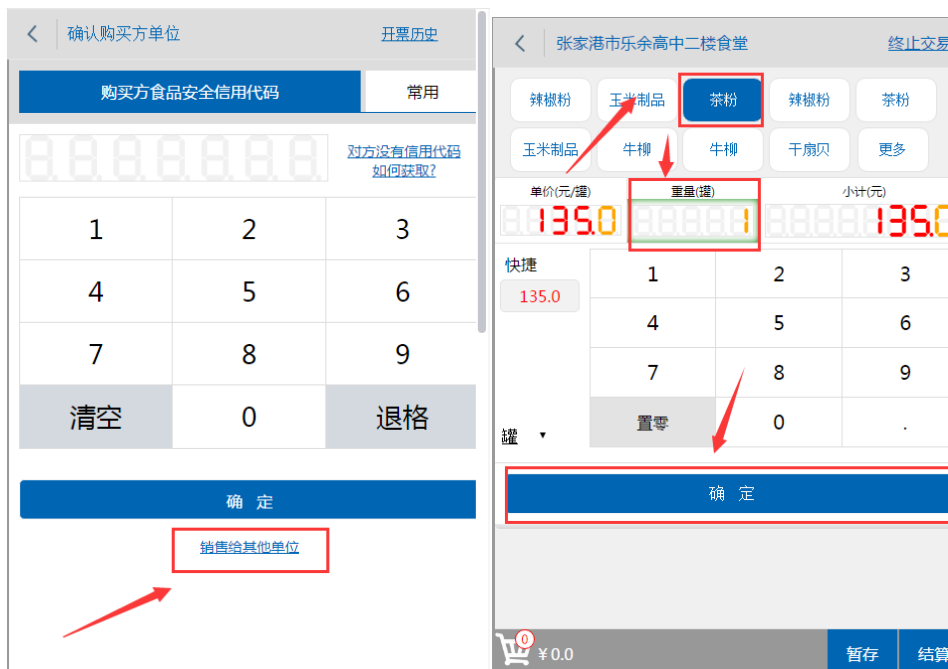 确认购买方单位
开票历史
购买方食品安全信用代码
常用
对方没有信用代码
如何获取?
1 2 3
4 5 6
7 8 9
清空 0 退格
确 定
销售给其他单位
张家港市乐余高中二楼食堂
终止交易
辣椒粉 玉米制品 茶粉 辣椒粉 茶粉
玉米制品 牛柳 牛柳 干扇贝 更多
单价(元/罐) 重量(罐) 小计(元)
135.0 1 135.0
快捷
135.0
1 2 3
4 5 6
7 8 9
置零 0 .
罐
确 定
0
¥0.0
暂存
结算